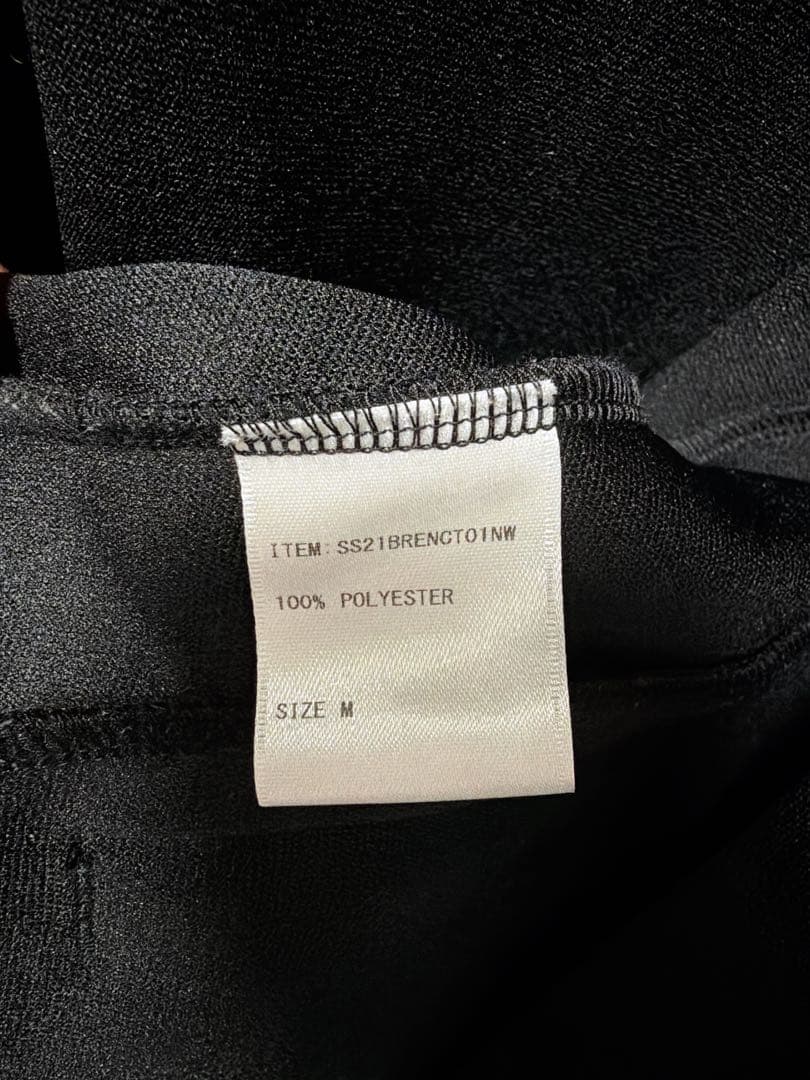 ITEM:SS21BRENCT01NW
100% POLYESTER
SIZE M